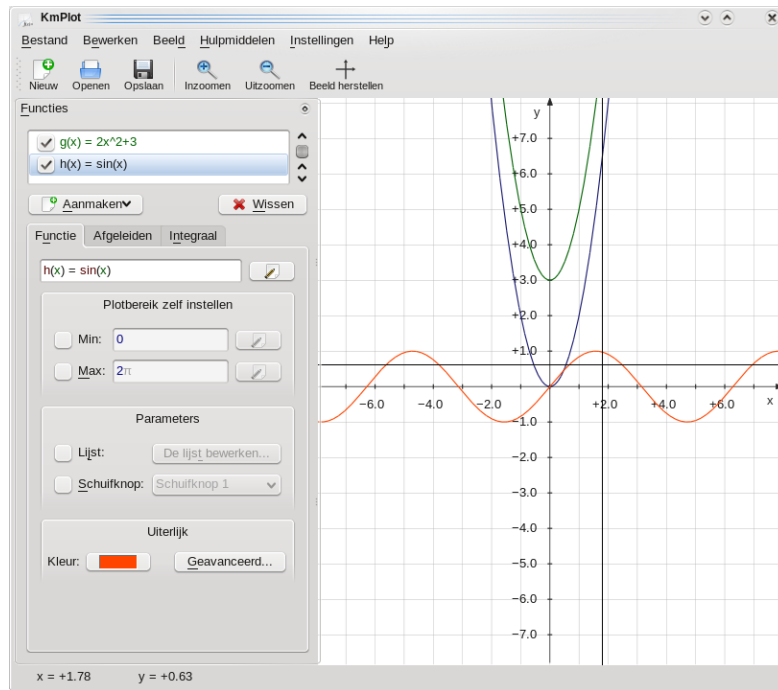 KmPlot
Bestand Bewerken Beeld Hulpmiddelen Instellingen Help
Nieuw Openen Opslaan Inzoomen Uitzoomen Beeld herstellen
Functies
g(x) = 2x^2+3
h(x) = sin(x)
Aanmaken Wissen
Functie Afgeleiden Integraal
h(x) = sin(x)
Plotbereik zelf instellen
Min: 0
Max: 2π
Parameters
Lijst: De lijst bewerken...
Schuifknop: Schuifknop 1
Uiterlijk
Kleur: Geavanceerd...
y
+7.0
+6.0
+5.0
+4.0
+3.0
+2.0
+1.0
−6.0 −4.0 −2.0 +2.0 +4.0 +6.0 x
−1.0
−2.0
−3.0
−4.0
−5.0
−6.0
−7.0
x = +1.78 y = +0.63